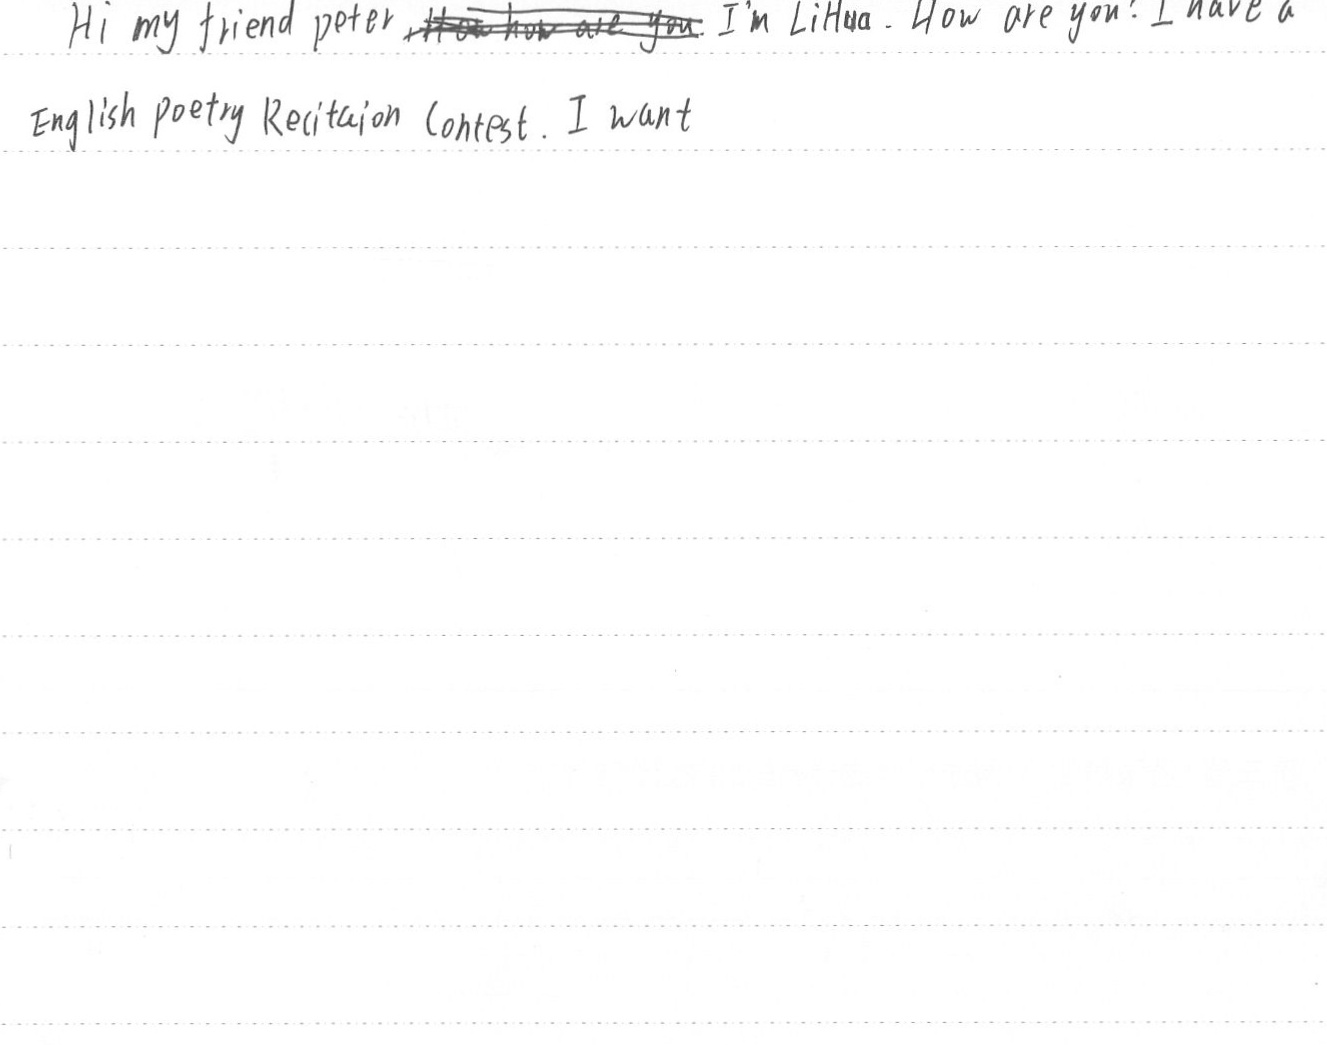 Hi my friend peter, I'm LiHua. How are you? I have a
English poetry Recitaion Contest. I want